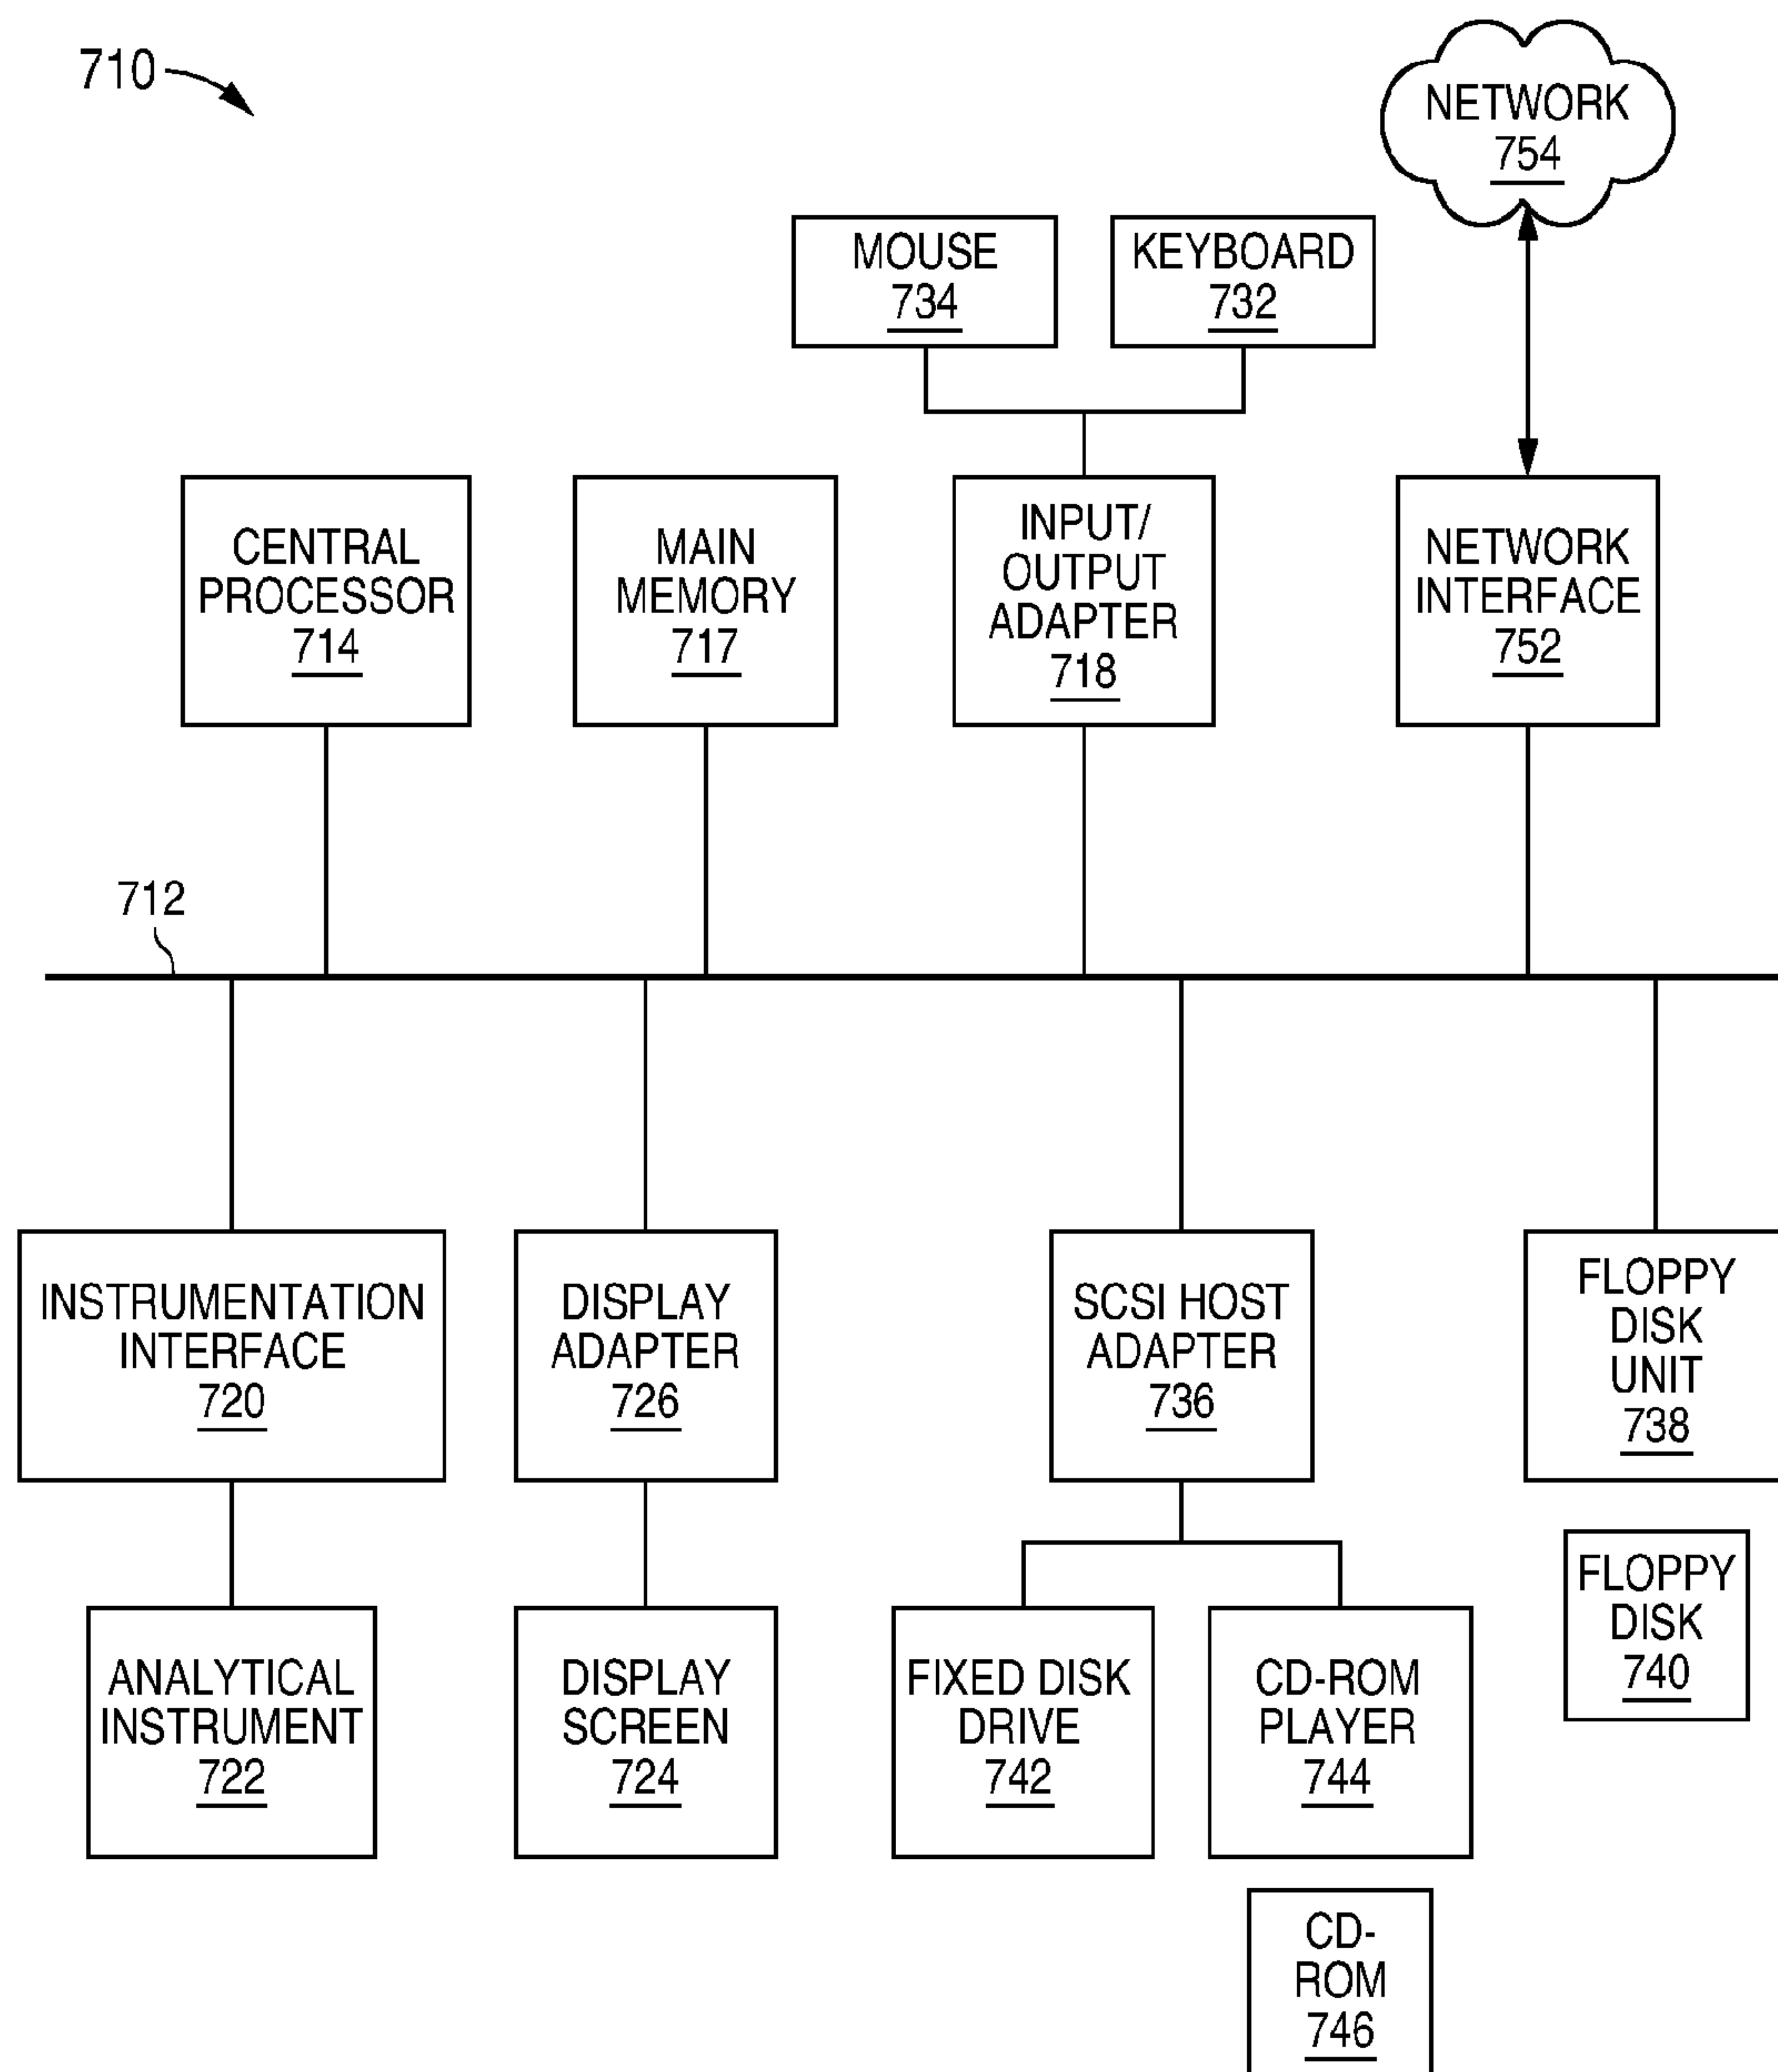 710
NETWORK
754
MOUSE
734
KEYBOARD
732
CENTRAL
PROCESSOR
714
MAIN
MEMORY
717
INPUT/
OUTPUT
ADAPTER
718
NETWORK
INTERFACE
752
712
INSTRUMENTATION
INTERFACE
720
DISPLAY
ADAPTER
726
SCSI HOST
ADAPTER
736
FLOPPY
DISK
UNIT
738
FLOPPY
DISK
740
ANALYTICAL
INSTRUMENT
722
DISPLAY
SCREEN
724
FIXED DISK
DRIVE
742
CD-ROM
PLAYER
744
CD-
ROM
746